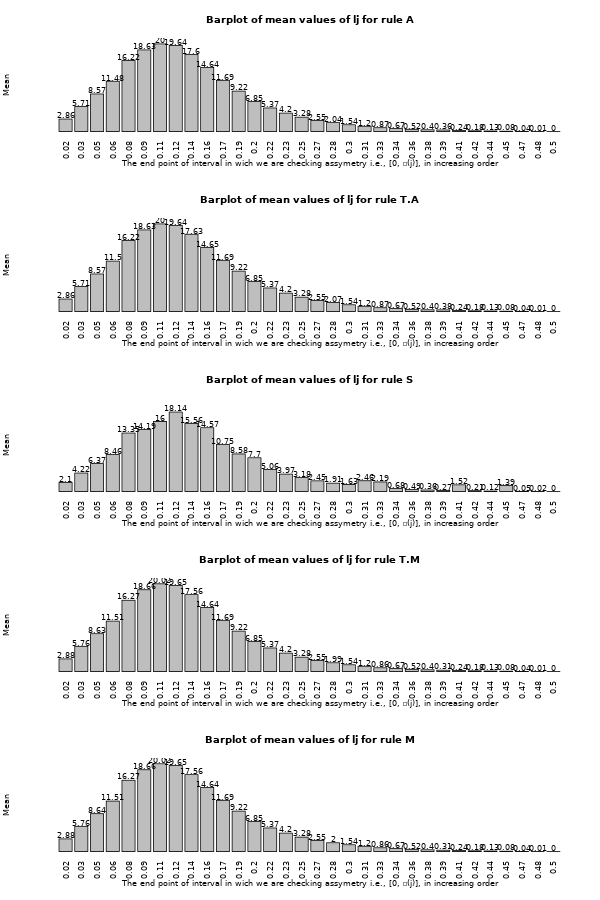 Barplot of mean values of lj for rule A
Mean
2.86 5.71 8.57 11.48 16.22 18.63 20 19.64 17.6 14.64 11.69 9.22 6.85 5.37 4.2 3.28 2.55 2.04 1.54 1.20 0.87 0.67 0.52 0.40 0.36 0.24 0.18 0.13 0.08 0.04 0.01 0
0.02 0.03 0.05 0.06 0.08 0.09 0.11 0.12 0.14 0.16 0.17 0.19 0.2 0.22 0.23 0.25 0.27 0.28 0.3 0.31 0.33 0.34 0.36 0.38 0.39 0.41 0.42 0.44 0.45 0.47 0.48 0.5
The end point of interval in wich we are checking assymetry i.e., [0, □(j)], in increasing order
Barplot of mean values of lj for rule T.A
Mean
2.86 5.71 8.57 11.5 16.22 18.63 20 19.64 17.63 14.65 11.69 9.22 6.85 5.37 4.2 3.28 2.55 2.07 1.54 1.20 0.87 0.67 0.52 0.40 0.38 0.24 0.18 0.13 0.08 0.04 0.01 0
0.02 0.03 0.05 0.06 0.08 0.09 0.11 0.12 0.14 0.16 0.17 0.19 0.2 0.22 0.23 0.25 0.27 0.28 0.3 0.31 0.33 0.34 0.36 0.38 0.39 0.41 0.42 0.44 0.45 0.47 0.48 0.5
The end point of interval in wich we are checking assymetry i.e., [0, □(j)], in increasing order
Barplot of mean values of lj for rule S
Mean
2.1 4.22 6.37 8.46 13.35 14.19 16 18.14 15.56 14.57 10.75 8.58 7.7 5.06 3.97 3.18 2.45 1.91 1.63 2.46 2.19 0.68 0.49 0.36 0.27 1.52 0.21 0.12 1.39 0.05 0.02 0
0.02 0.03 0.05 0.06 0.08 0.09 0.11 0.12 0.14 0.16 0.17 0.19 0.2 0.22 0.23 0.25 0.27 0.28 0.3 0.31 0.33 0.34 0.36 0.38 0.39 0.41 0.42 0.44 0.45 0.47 0.48 0.5
The end point of interval in wich we are checking assymetry i.e., [0, □(j)], in increasing order
Barplot of mean values of lj for rule T.M
Mean
2.88 5.76 8.63 11.51 16.27 18.66 20.03 19.65 17.56 14.64 11.69 9.22 6.85 5.37 4.2 3.28 2.55 1.99 1.54 1.20 0.86 0.67 0.52 0.40 0.31 0.24 0.18 0.13 0.08 0.04 0.01 0
0.02 0.03 0.05 0.06 0.08 0.09 0.11 0.12 0.14 0.16 0.17 0.19 0.2 0.22 0.23 0.25 0.27 0.28 0.3 0.31 0.33 0.34 0.36 0.38 0.39 0.41 0.42 0.44 0.45 0.47 0.48 0.5
The end point of interval in wich we are checking assymetry i.e., [0, □(j)], in increasing order
Barplot of mean values of lj for rule M
Mean
2.88 5.76 8.64 11.51 16.27 18.66 20.03 19.65 17.56 14.64 11.69 9.22 6.85 5.37 4.2 3.28 2.55 2 1.54 1.20 0.86 0.67 0.52 0.40 0.31 0.24 0.18 0.13 0.08 0.04 0.01 0
0.02 0.03 0.05 0.06 0.08 0.09 0.11 0.12 0.14 0.16 0.17 0.19 0.2 0.22 0.23 0.25 0.27 0.28 0.3 0.31 0.33 0.34 0.36 0.38 0.39 0.41 0.42 0.44 0.45 0.47 0.48 0.5
The end point of interval in wich we are checking assymetry i.e., [0, □(j)], in increasing order